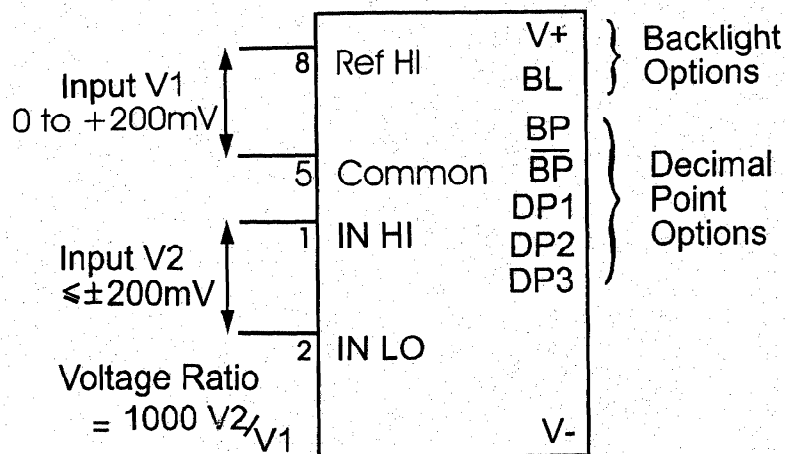 Input V1
0 to +200mV
8
Ref HI
5
Common
Input V2
≤±200mV
1
IN HI
2
IN LO
Voltage Ratio
= 1000 V2/V1
V+
BL
Backlight
Options
BP
B̅P̅
DP1
DP2
DP3
Decimal
Point
Options
V-